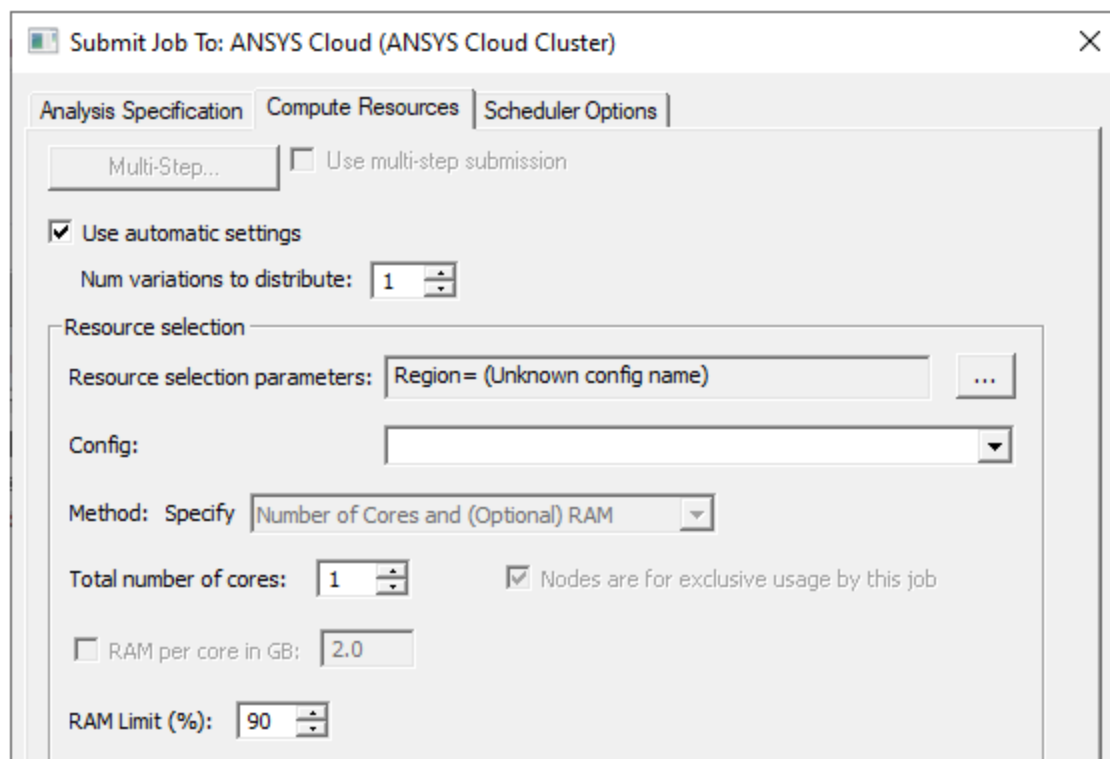 Submit Job To: ANSYS Cloud (ANSYS Cloud Cluster)
Analysis Specification Compute Resources Scheduler Options
Multi-Step... Use multi-step submission
Use automatic settings
Num variations to distribute: 1
Resource selection
Resource selection parameters: Region= (Unknown config name) ...
Config:
Method: Specify Number of Cores and (Optional) RAM
Total number of cores: 1 Nodes are for exclusive usage by this job
RAM per core in GB: 2.0
RAM Limit (%): 90